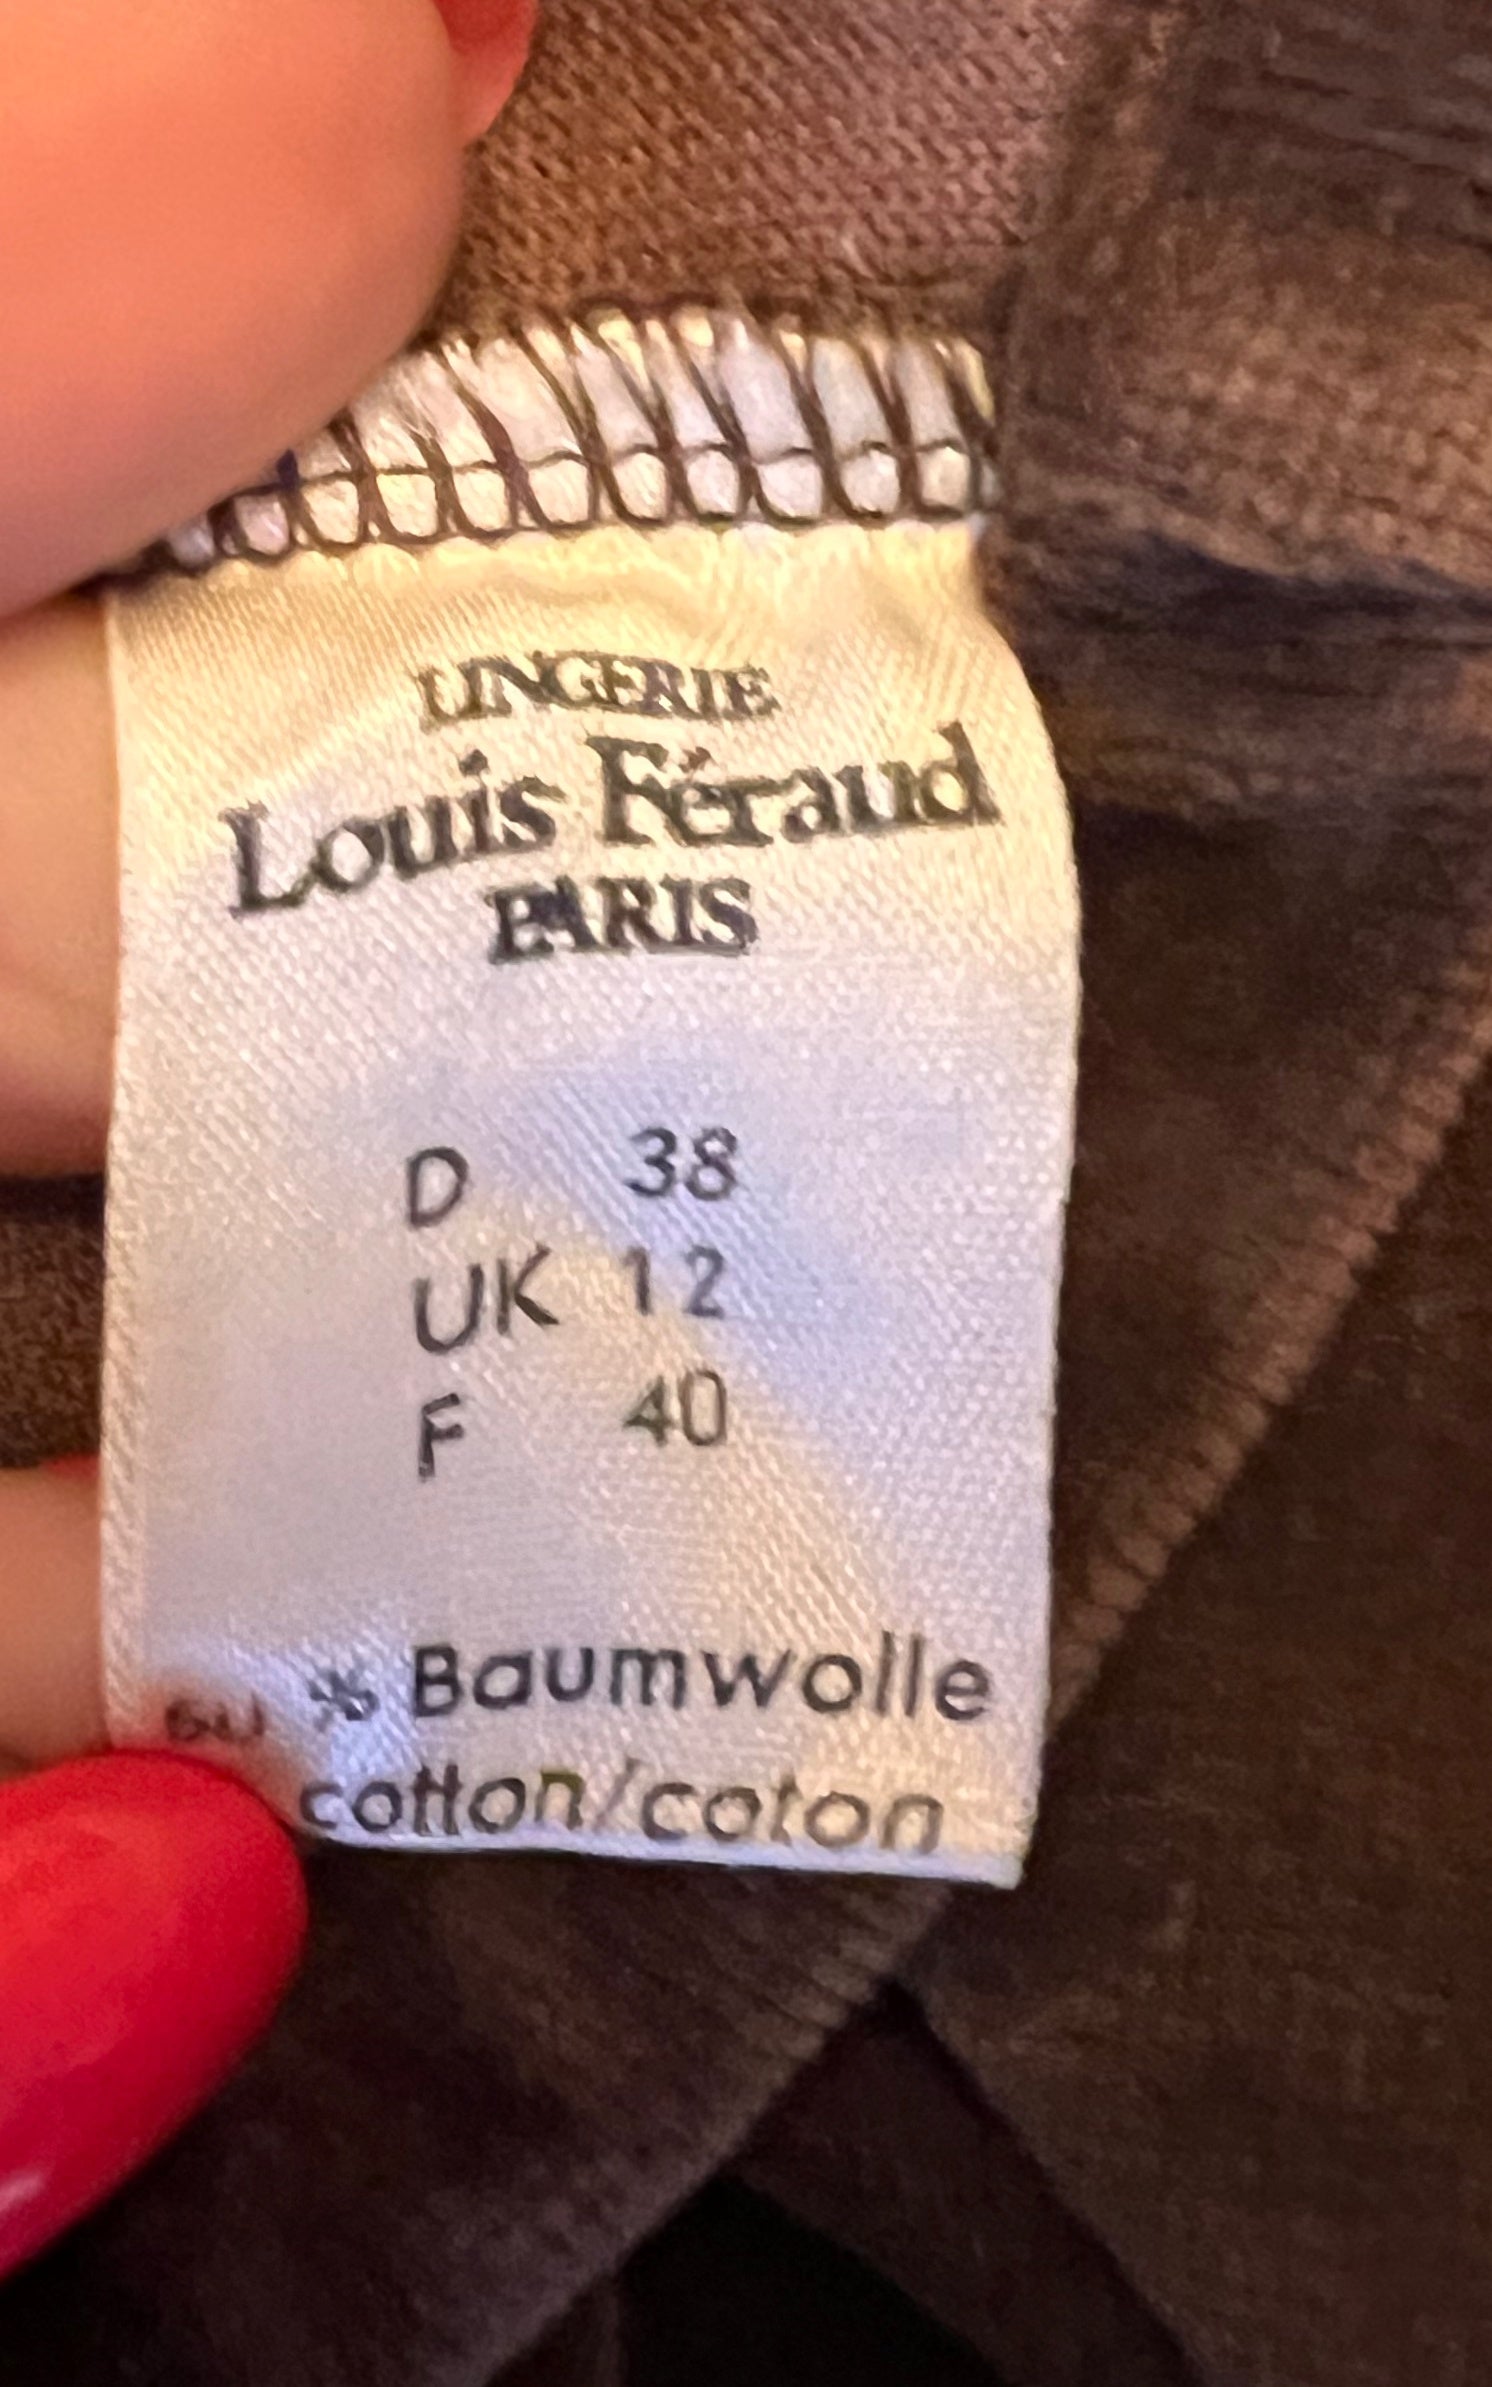 LINGERIE
Louis Féraud
PARIS
D 38
UK 12
F 40
% Baumwolle
cotton/coton